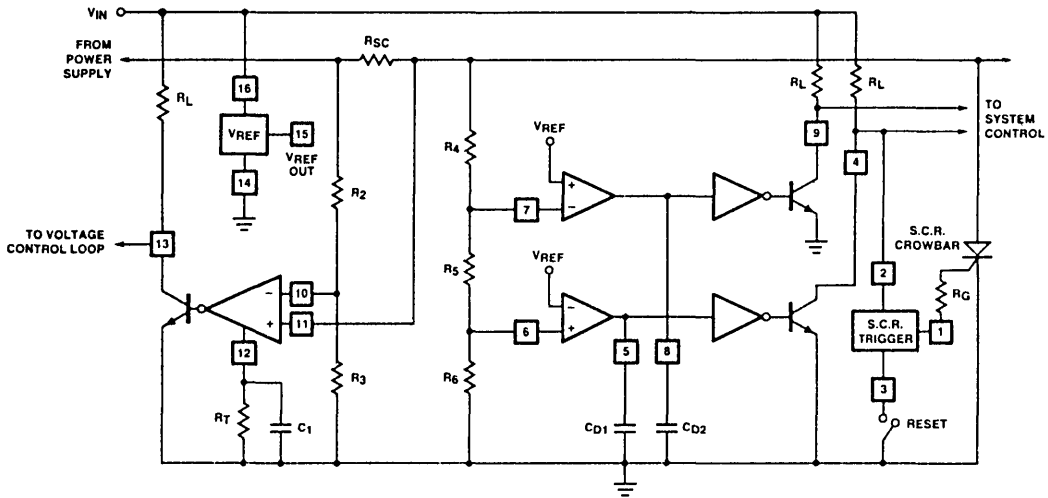 VIN
FROM
POWER
SUPPLY
RSC
RL
16
VREF
15
VREF
OUT
14
R2
R4
VREF
+
−
7
RL
RL
9
4
TO
SYSTEM
CONTROL
TO VOLTAGE
CONTROL LOOP
13
−
10
+
11
12
R5
VREF
−
+
6
5
8
S.C.R.
CROWBAR
2
RG
S.C.R.
TRIGGER
1
3
RT
C1
R3
R6
CD1
CD2
RESET